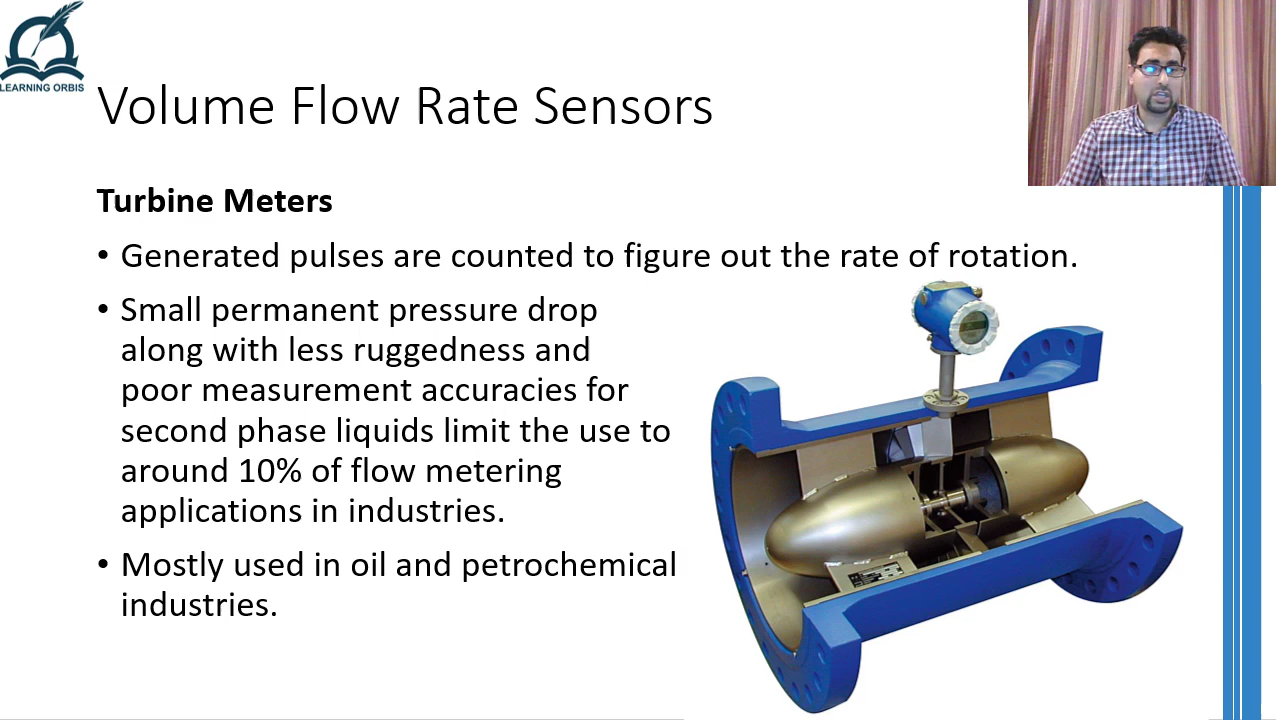 LEARNING ORBIS
Volume Flow Rate Sensors
Turbine Meters
• Generated pulses are counted to figure out the rate of rotation.
• Small permanent pressure drop
along with less ruggedness and
poor measurement accuracies for
second phase liquids limit the use to
around 10% of flow metering
applications in industries.
• Mostly used in oil and petrochemical
industries.